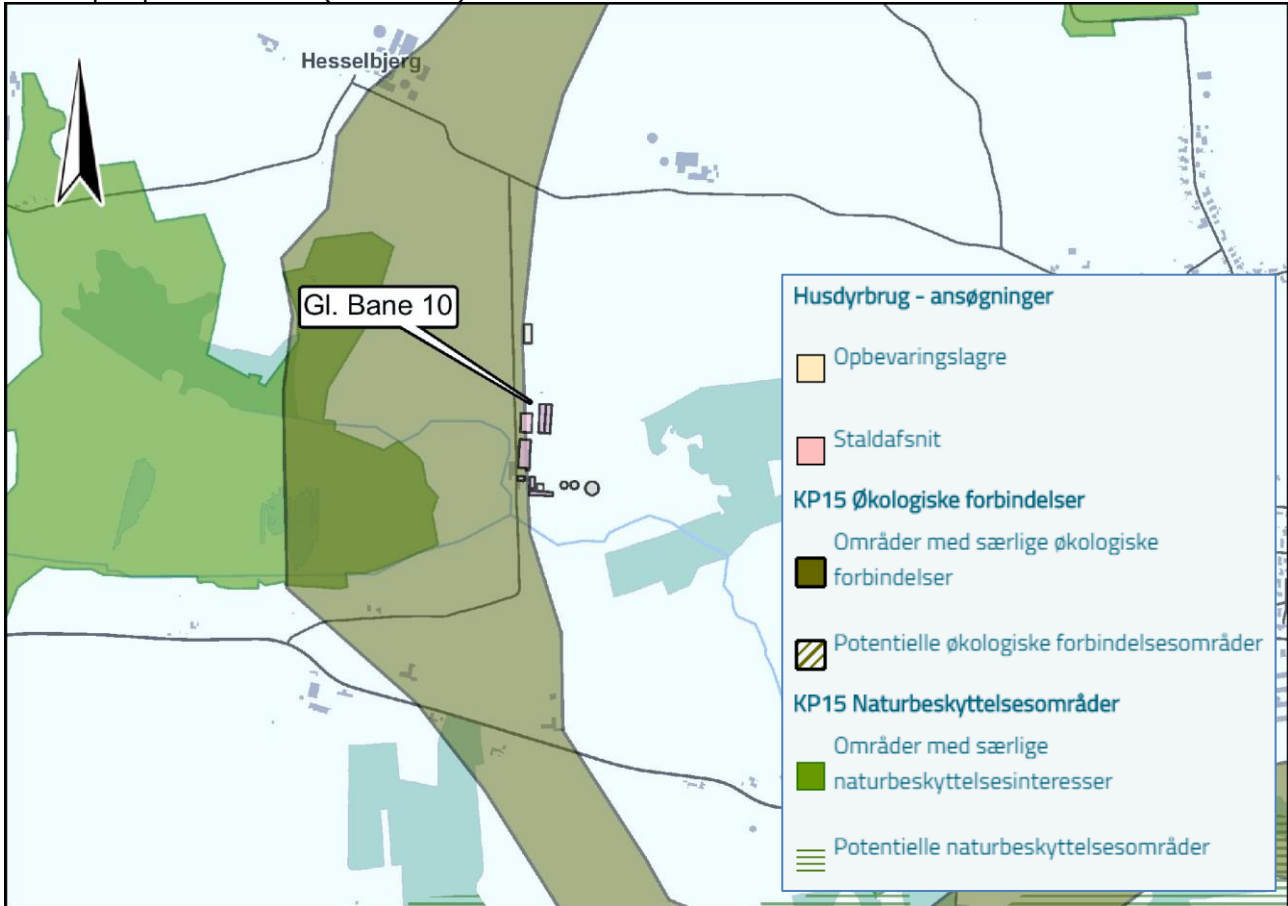 Hesselbjerg
Gl. Bane 10
Husdyrbrug - ansøgninger
Opbevaringslagre
Staldafsnit
KP15 Økologiske forbindelser
Områder med særlige økologiske
forbindelser
Potentielle økologiske forbindelsesområder
KP15 Naturbeskyttelsesområder
Områder med særlige
naturbeskyttelsesinteresser
Potentielle naturbeskyttelsesområder